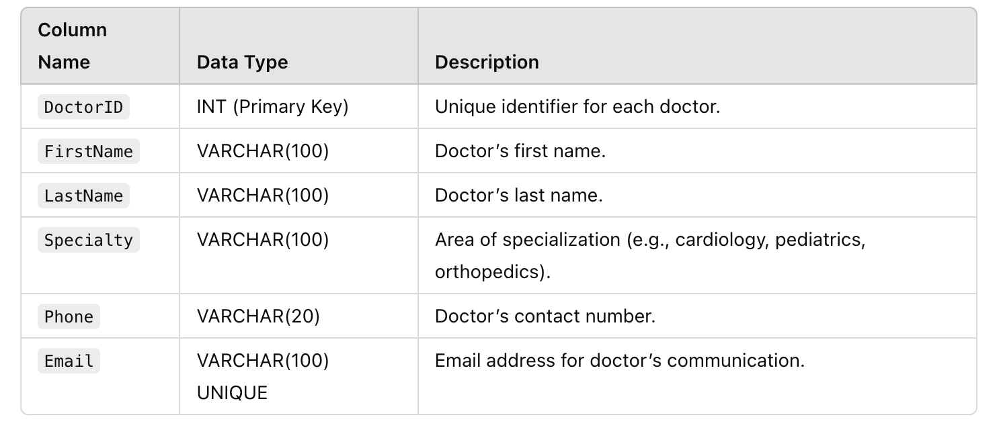 Column
Name Data Type Description
DoctorID INT (Primary Key) Unique identifier for each doctor.
FirstName VARCHAR(100) Doctor’s first name.
LastName VARCHAR(100) Doctor’s last name.
Specialty VARCHAR(100) Area of specialization (e.g., cardiology, pediatrics,
orthopedics).
Phone VARCHAR(20) Doctor’s contact number.
Email VARCHAR(100) Email address for doctor’s communication.
UNIQUE